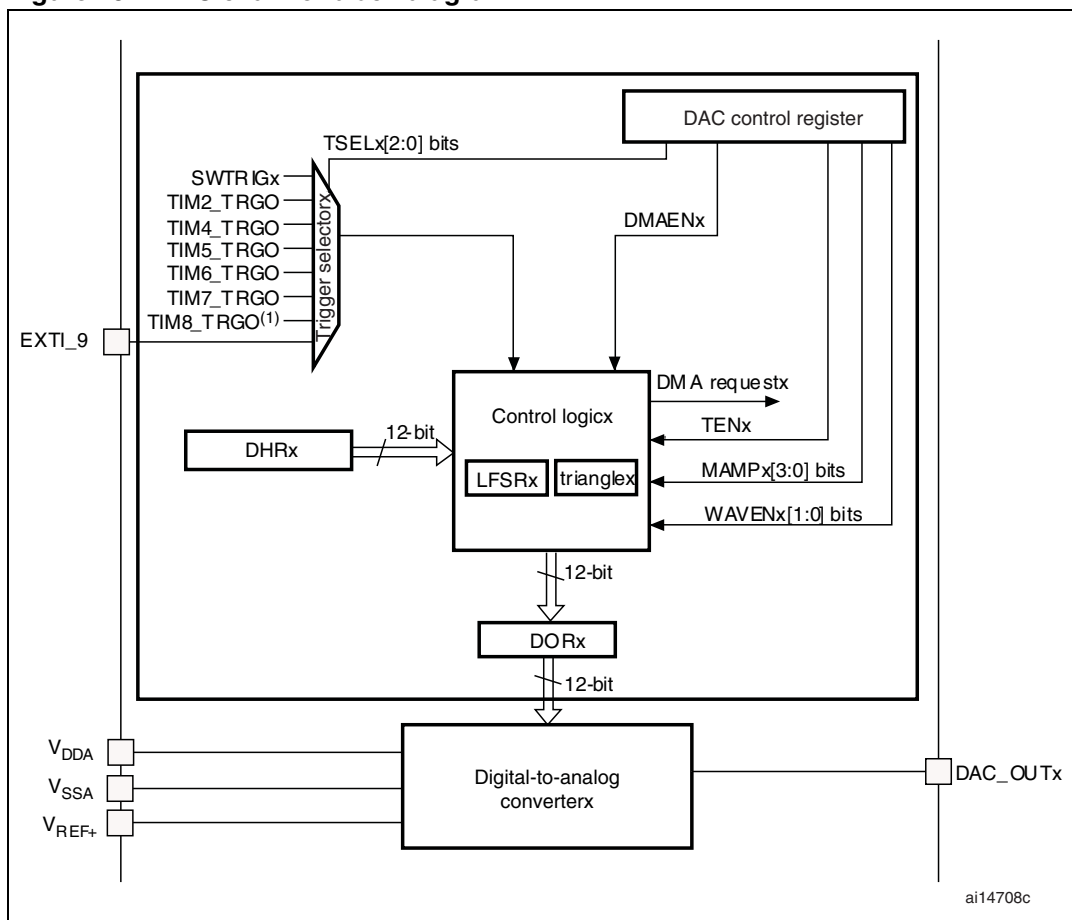 DAC control register
TSELx[2:0] bits
SWTRIGx
TIM2_TRGO
TIM4_TRGO
TIM5_TRGO
TIM6_TRGO
TIM7_TRGO
TIM8_TRGO(1)
EXTI_9
Trigger selectorx
DMAENx
DMA requestx
Control logicx
TENx
DHRx
12-bit
LFSRx
trianglex
MAMPx[3:0] bits
WAVENx[1:0] bits
12-bit
DORx
12-bit
VDDA
VSSA
VREF+
Digital-to-analog
converterx
DAC_OUTx
ai14708c